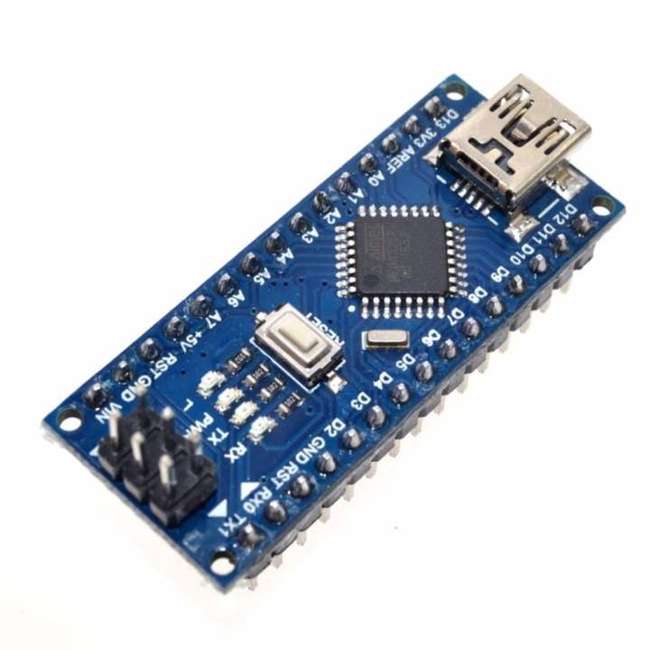 D13 3V3 AREF A0 A1 A2 A3 A4 A5 A6 A7 +5V RST GND VIN
RESET
L
PWR
TX
RX
D12 D11 D10 D9 D8 D7 D6 D5 D4 D3 D2 GND RST RX0 TX1